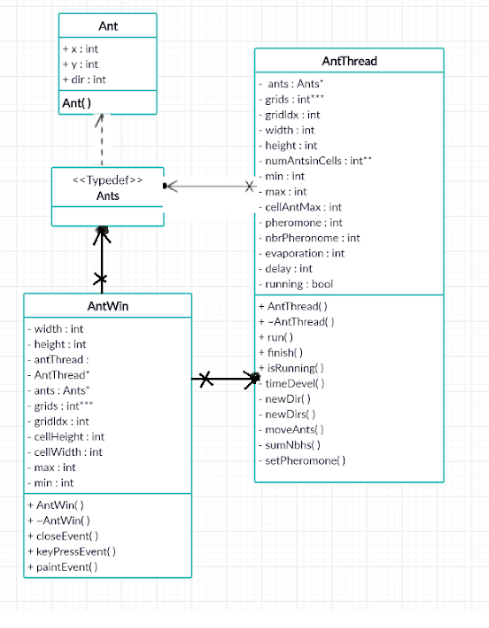 Ant
+ x : int
+ y : int
+ dir : int
Ant( )
<<Typedef>>
Ants
AntThread
- ants : Ants*
- grids : int***
- gridIdx : int
- width : int
- height : int
- numAntsinCells : int**
- min : int
- max : int
- cellAntMax : int
- pheromone : int
- nbrPheronome : int
- evaporation : int
- delay : int
- running : bool
+ AntThread( )
+ ~AntThread( )
+ run( )
+ finish( )
+ isRunning( )
- timeDevel( )
- newDir( )
- newDirs( )
- moveAnts( )
- sumNbhs( )
- setPheromone( )
AntWin
- width : int
- height : int
- antThread :
- AntThread*
- ants : Ants*
- grids : int***
- gridIdx : int
- cellHeight : int
- cellWidth : int
- max : int
- min : int
+ AntWin( )
+ ~AntWin( )
+ closeEvent( )
+ keyPressEvent( )
+ paintEvent( )